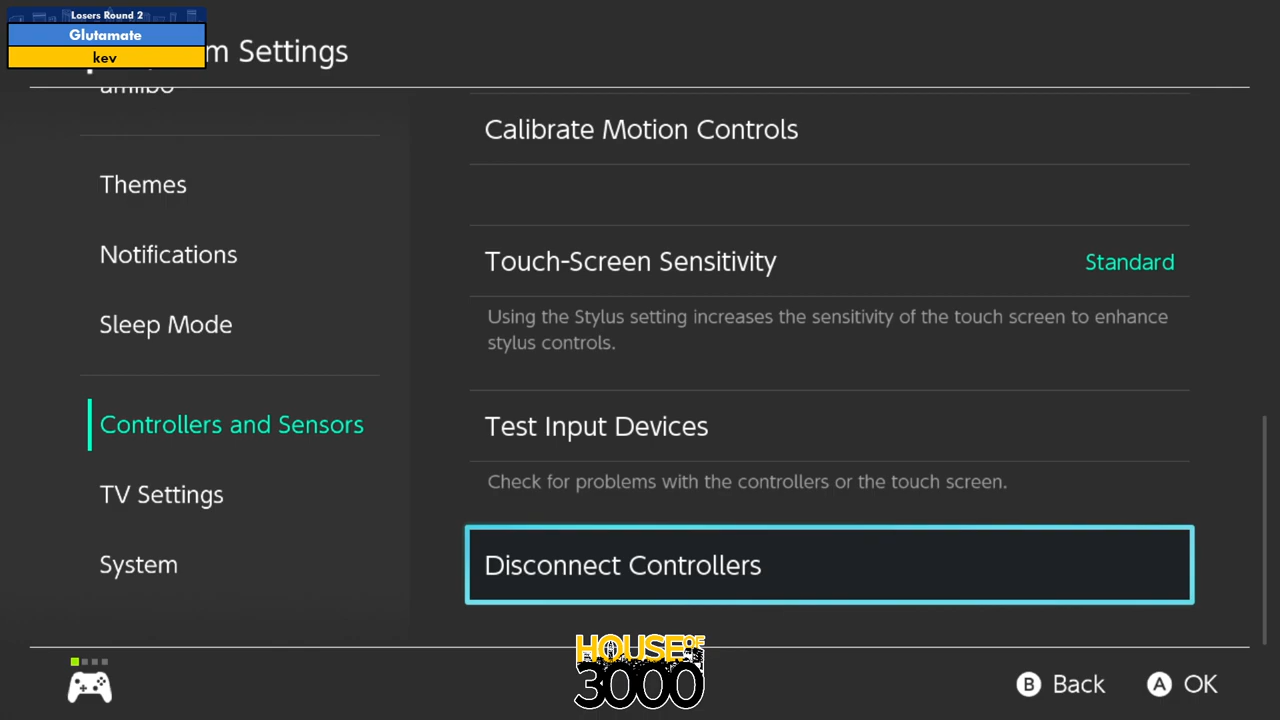 Losers Round 2
Glutamate
kev
m Settings
amiibo
Themes
Notifications
Sleep Mode
Controllers and Sensors
TV Settings
System
Calibrate Motion Controls
Touch-Screen Sensitivity
Standard
Using the Stylus setting increases the sensitivity of the touch screen to enhance
stylus controls.
Test Input Devices
Check for problems with the controllers or the touch screen.
Disconnect Controllers
HOUSE OF
3000
B Back
A OK